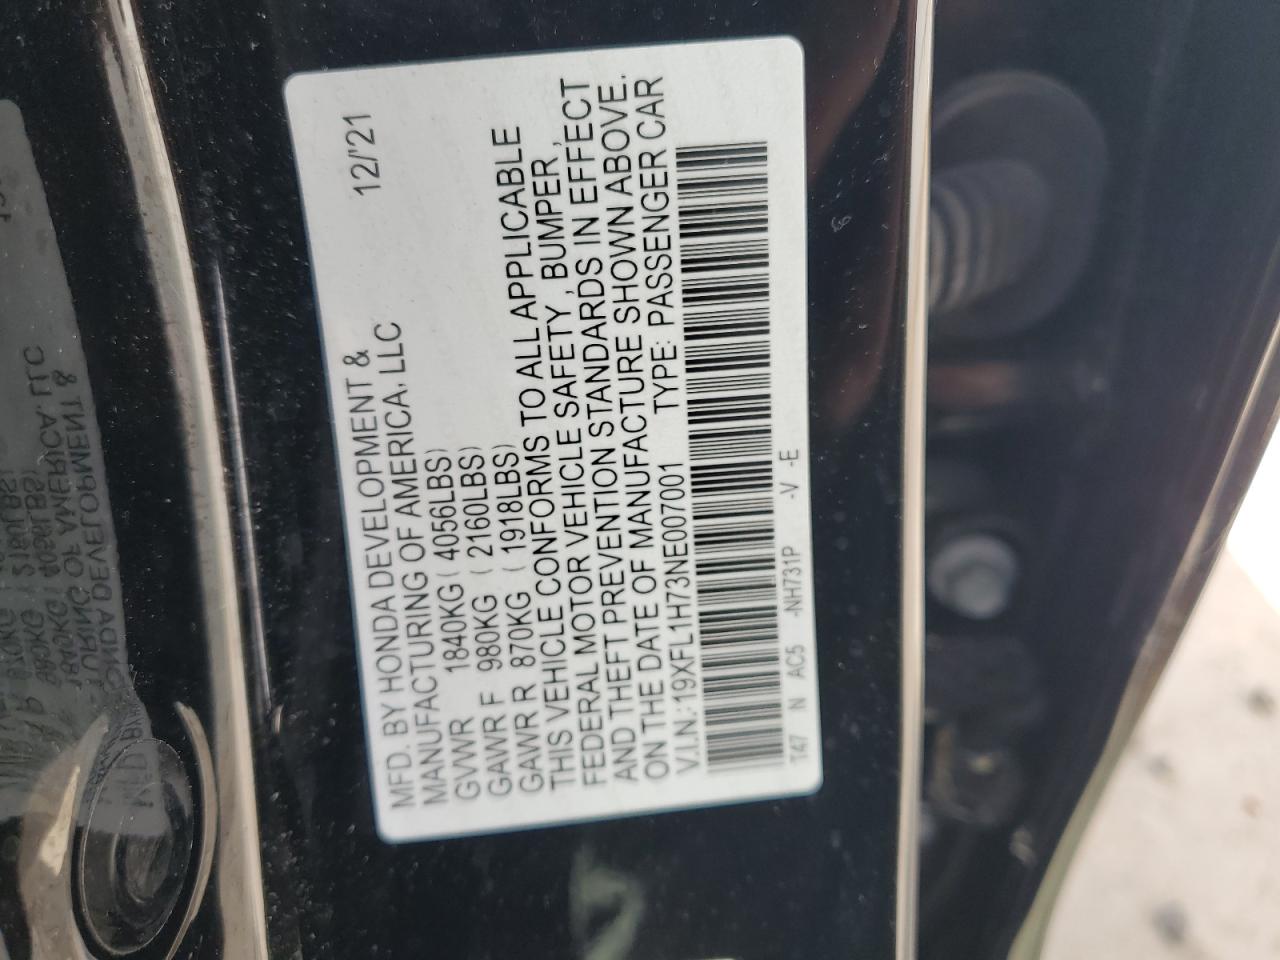 MFD. BY HONDA DEVELOPMENT & 12/'21
MANUFACTURING OF AMERICA, LLC
GVWR 1840KG ( 4056LBS)
GAWR F 980KG ( 2160LBS)
GAWR R 870KG ( 1918LBS)
THIS VEHICLE CONFORMS TO ALL APPLICABLE
FEDERAL MOTOR VEHICLE SAFETY, BUMPER,
AND THEFT PREVENTION STANDARDS IN EFFECT
ON THE DATE OF MANUFACTURE SHOWN ABOVE.
V.I.N.:19XFL1H73NE007001 TYPE: PASSENGER CAR
T47 N AC5 -NH731P -V -E